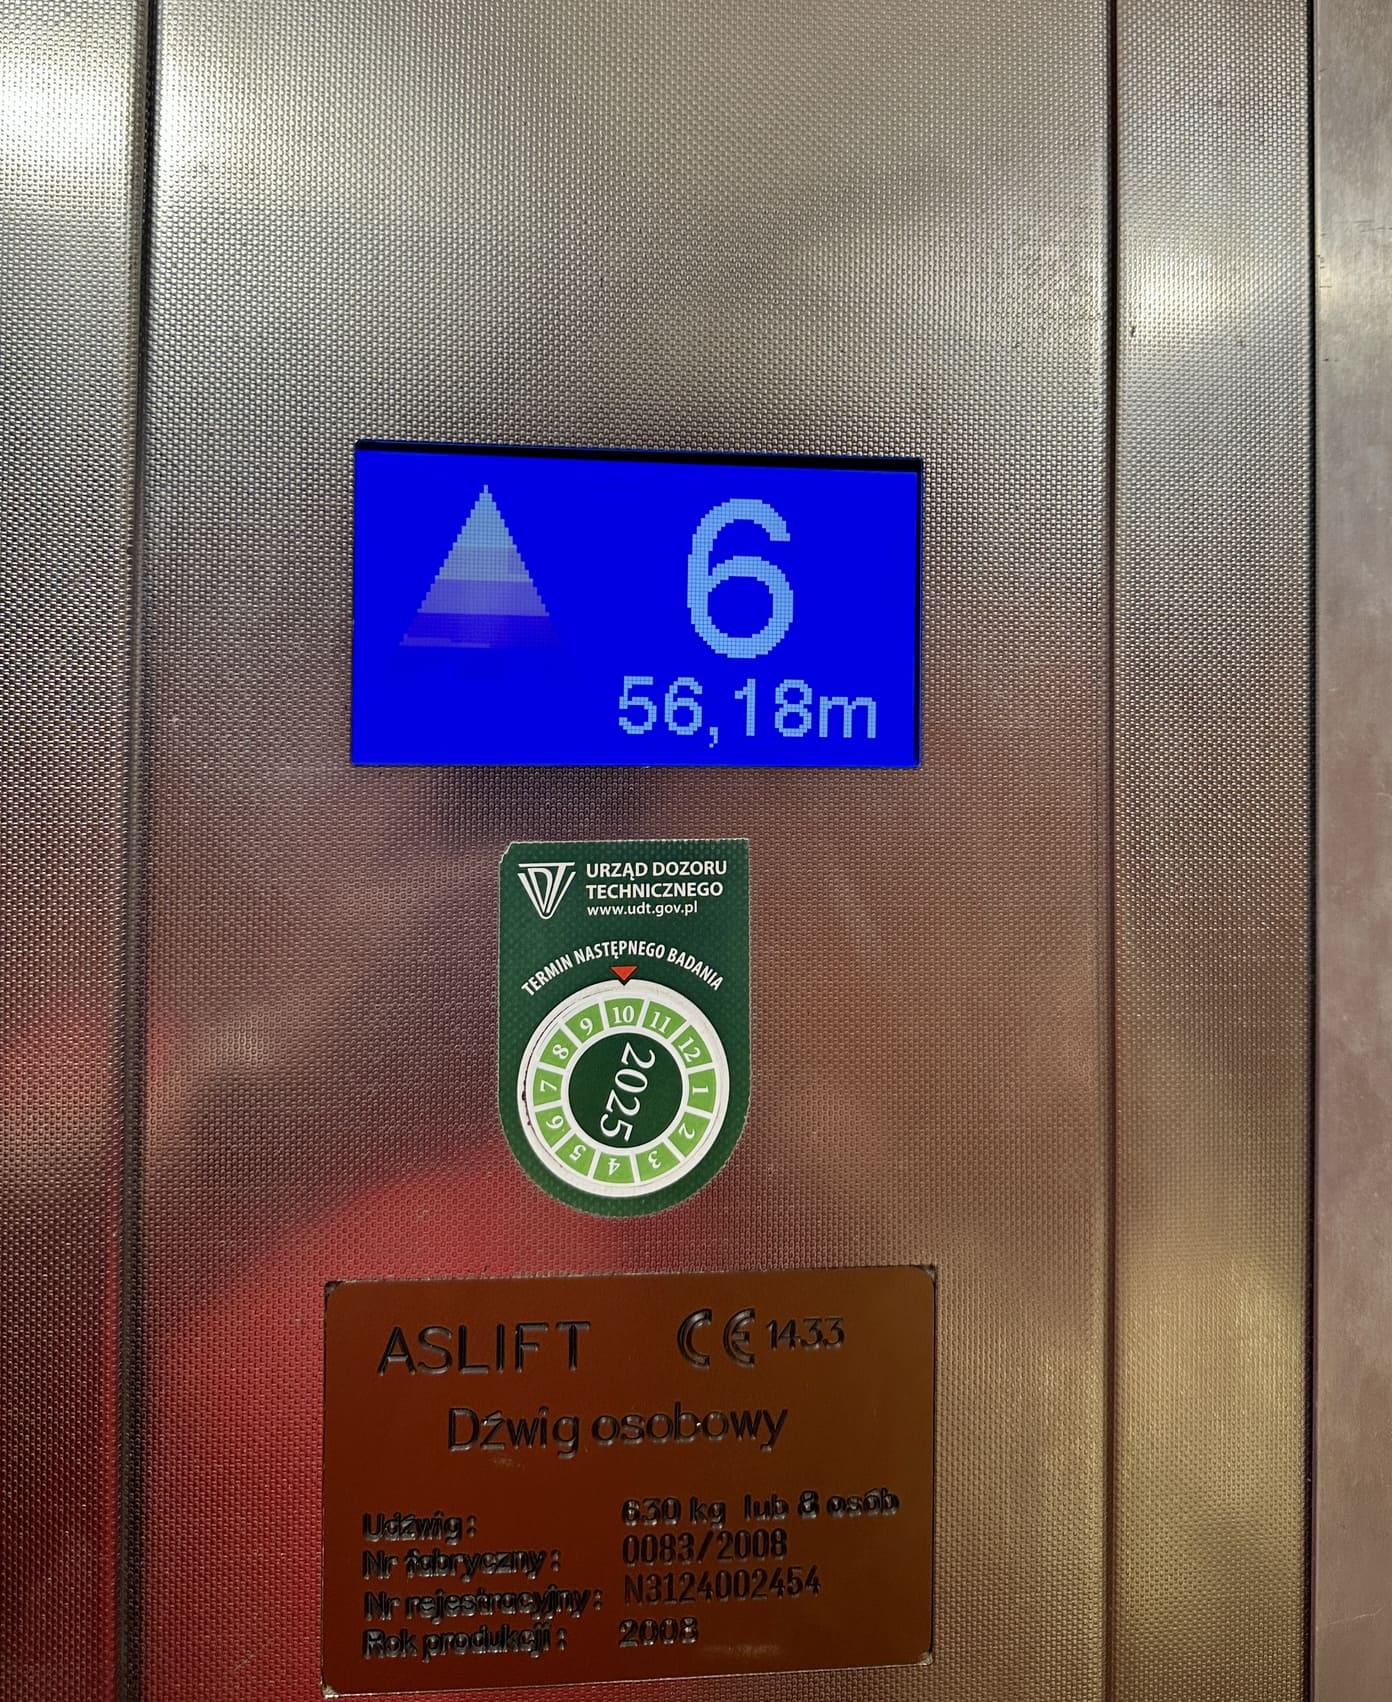 6
56,18m
URZĄD DOZORU
TECHNICZNEGO
www.udt.gov.pl
TERMIN NASTĘPNEGO BADANIA
1 2 3 4 5 6 7 8 9 10 11 12
2025
ASLIFT CE 1433
Dźwig osobowy
Udźwig: 630 kg lub 8 osób
Nr fabryczny: 0083/2008
Nr rejestracyjny: N3124002454
Rok produkcji: 2008